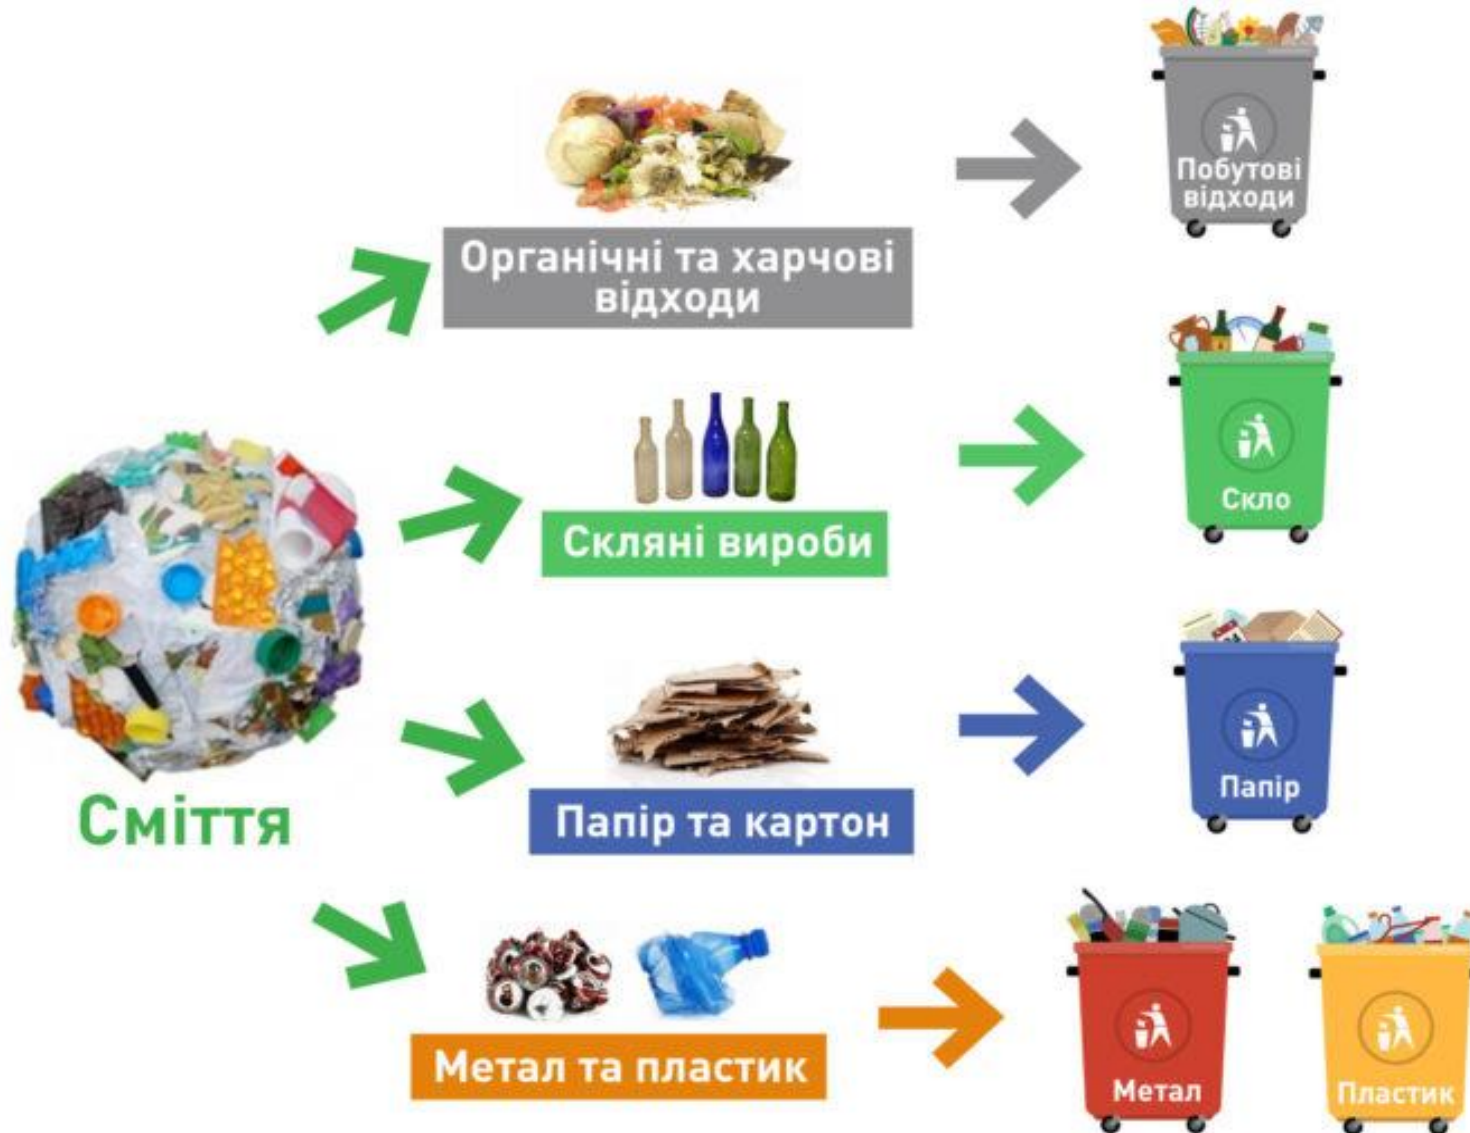 Побутові
відходи
Органічні та харчові
відходи
Скляні вироби
Скло
Сміття
Папір та картон
Папір
Метал та пластик
Метал
Пластик